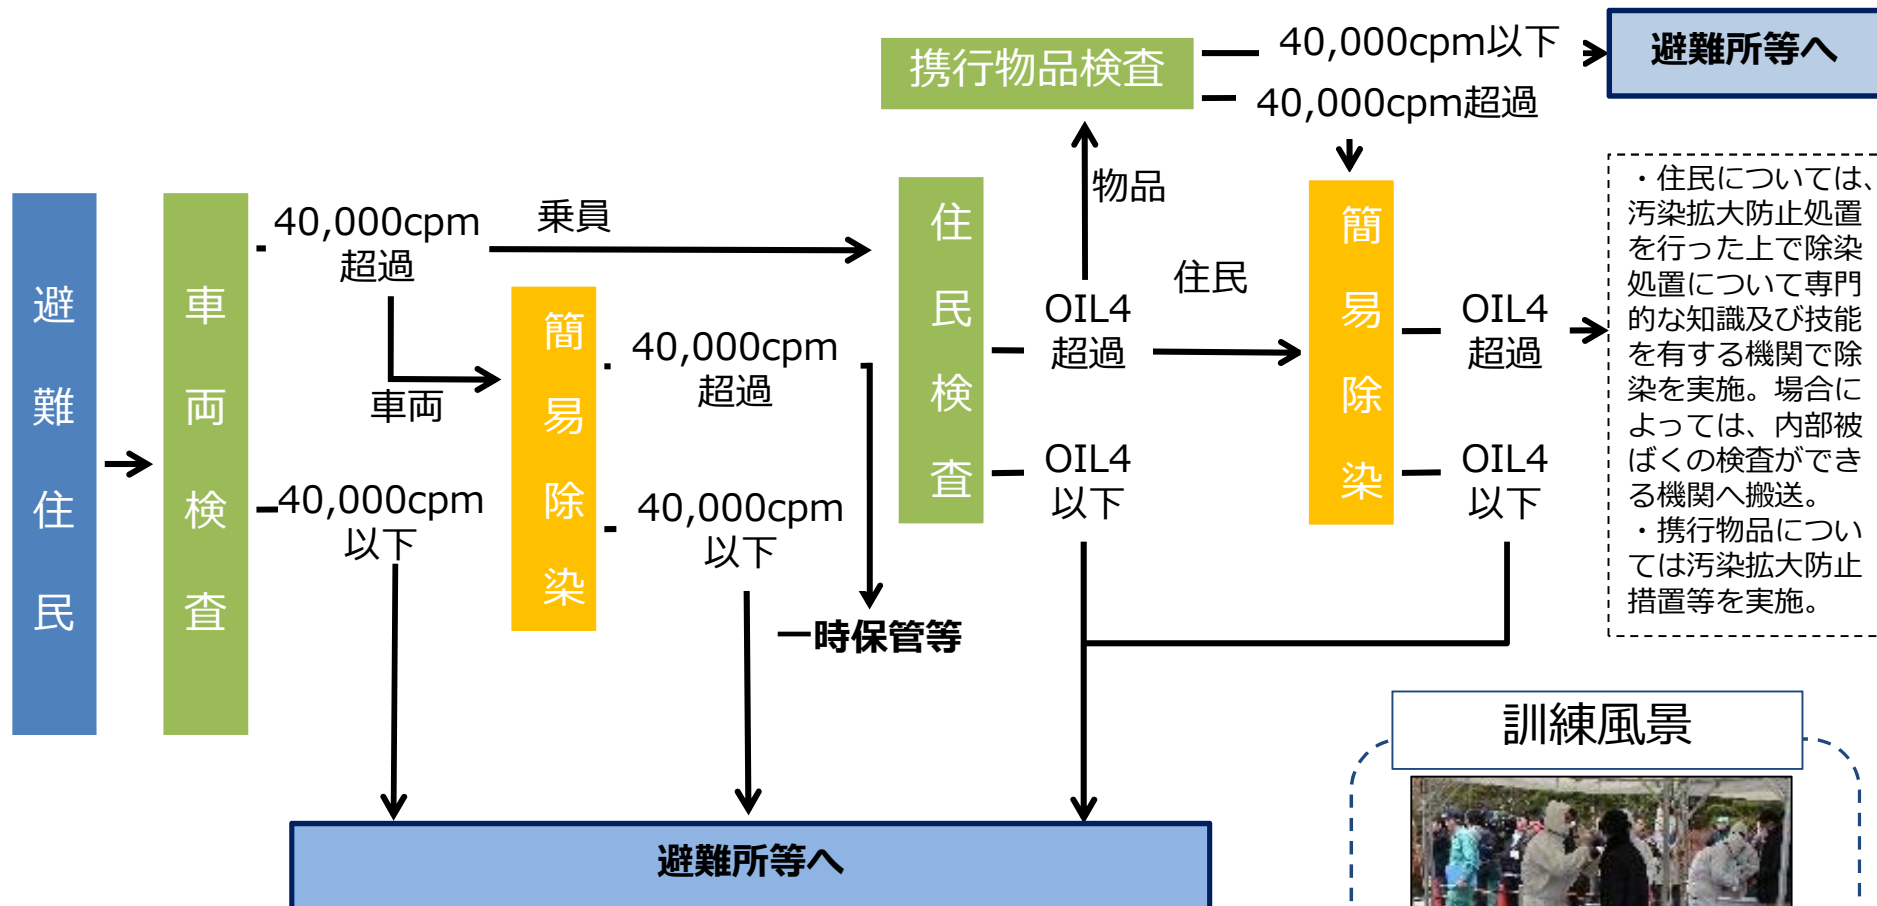 避難住民
車両検査
40,000cpm
超過
乗員
車両
40,000cpm
以下
簡易除染
40,000cpm
超過
40,000cpm
以下
一時保管等
住民検査
OIL4
超過
OIL4
以下
物品
住民
携行物品検査
40,000cpm以下
40,000cpm超過
避難所等へ
簡易除染
OIL4
超過
OIL4
以下
・住民については、
汚染拡大防止処置
を行った上で除染
処置について専門
的な知識及び技能
を有する機関で除
染を実施。場合に
よっては、内部被
ばくの検査ができ
る機関へ搬送。
・携行物品につい
ては汚染拡大防止
措置等を実施。
避難所等へ
訓練風景